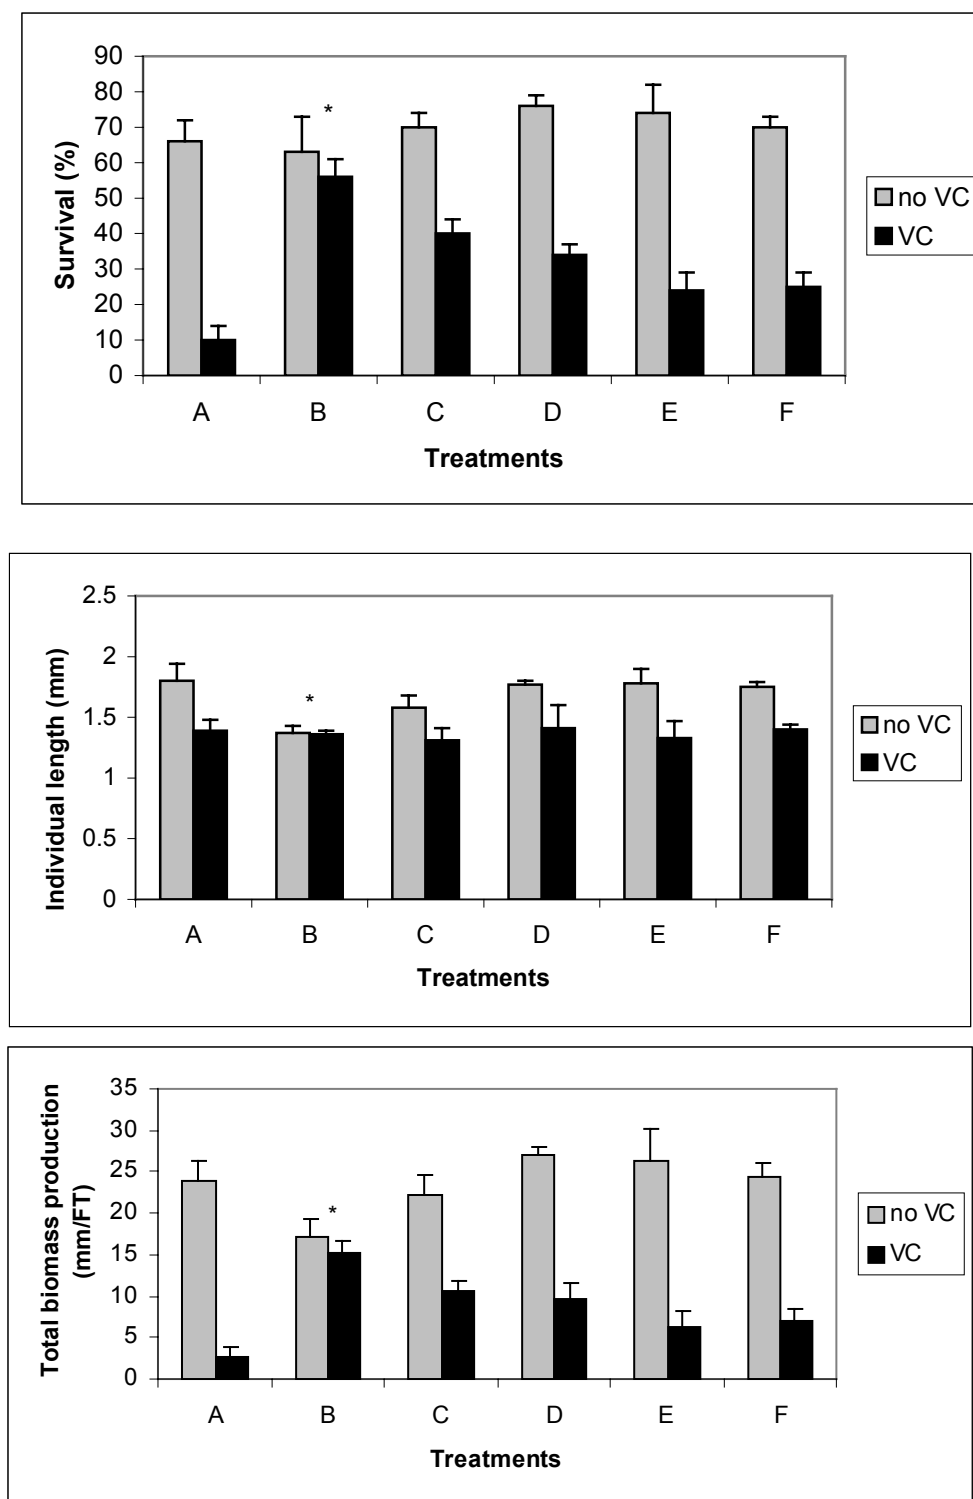 90
80
70
60
50
40
30
20
10
0
Survival (%)
*
A B C D E F
Treatments
no VC
VC
2.5
2
1.5
1
0.5
0
Individual length (mm)
*
A B C D E F
Treatments
no VC
VC
35
30
25
20
15
10
5
0
Total biomass production
(mm/FT)
*
A B C D E F
Treatments
no VC
VC